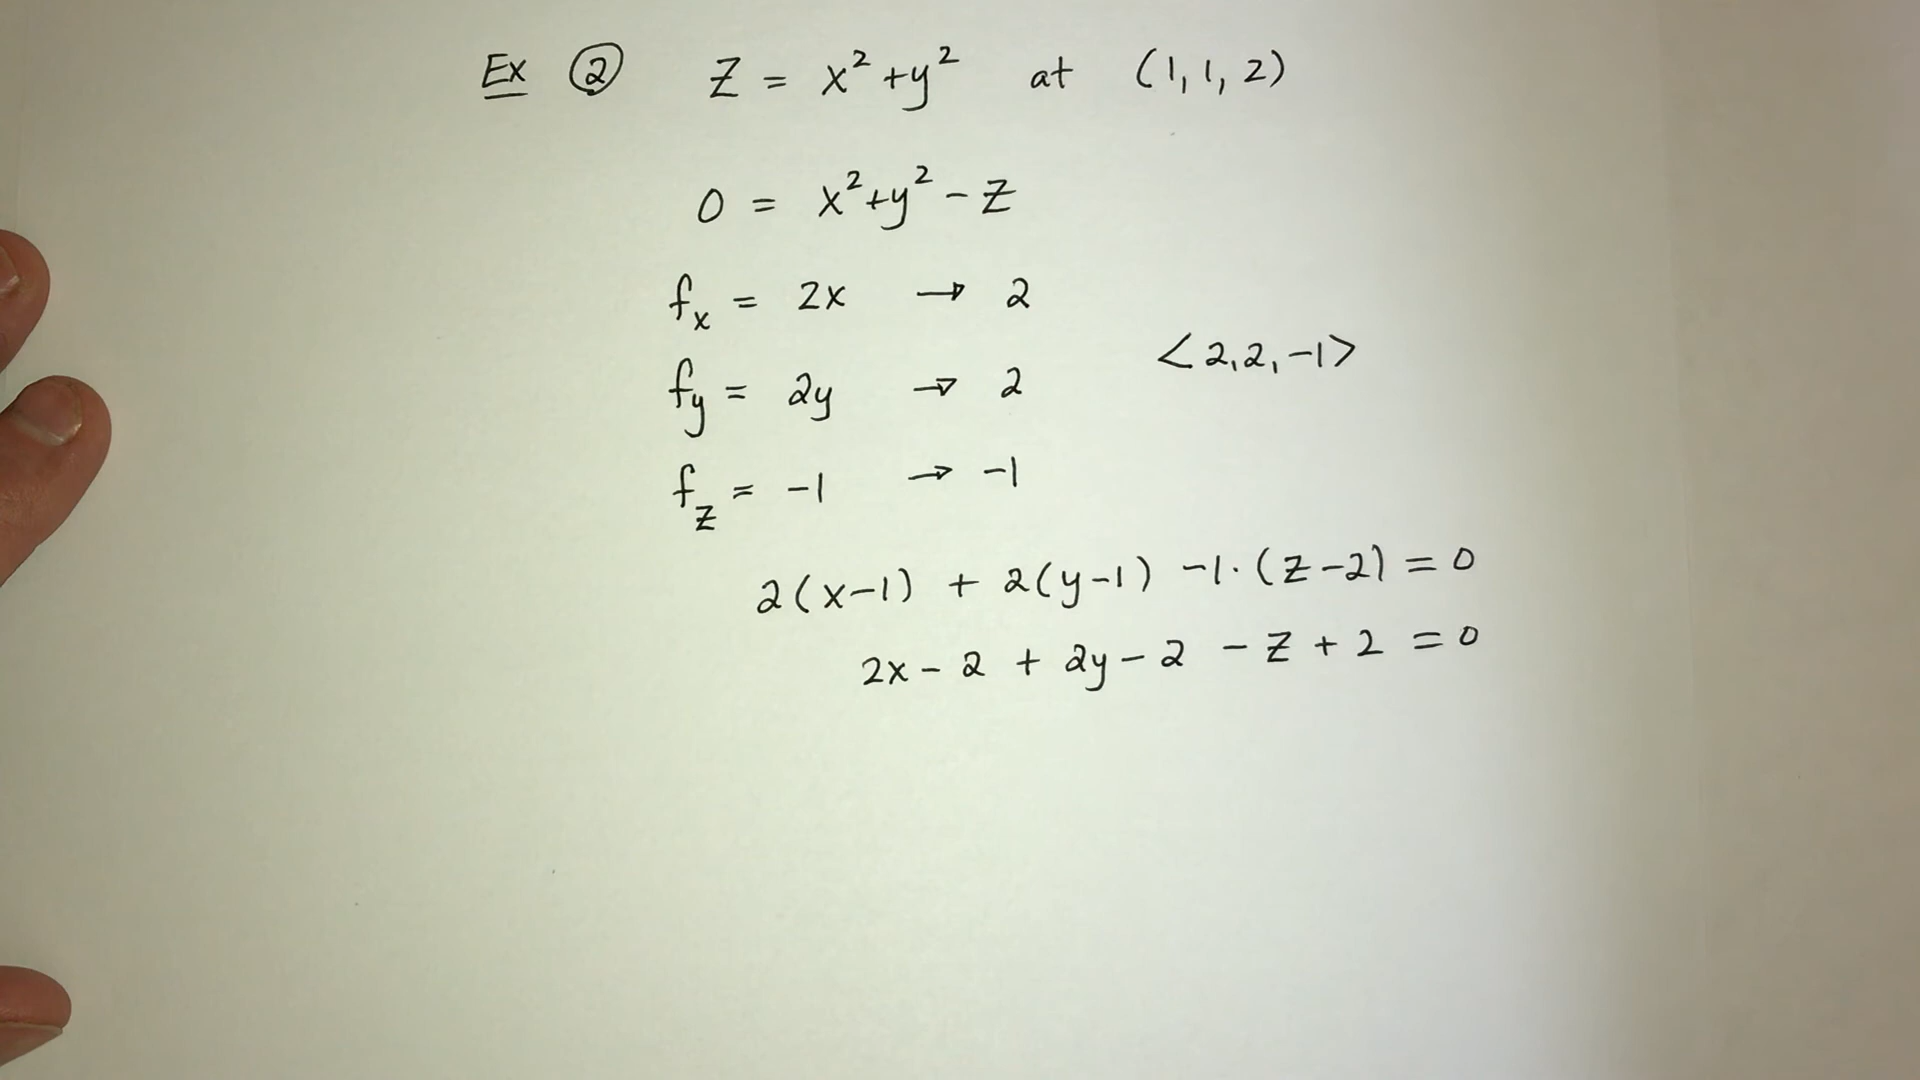 Ex ② z = x² + y² at (1, 1, 2)
0 = x² + y² - z
fx = 2x → 2
<2, 2, -1>
fy = 2y → 2
fz = -1 → -1
2(x-1) + 2(y-1) -1·(z-2) = 0
2x - 2 + 2y - 2 - z + 2 = 0